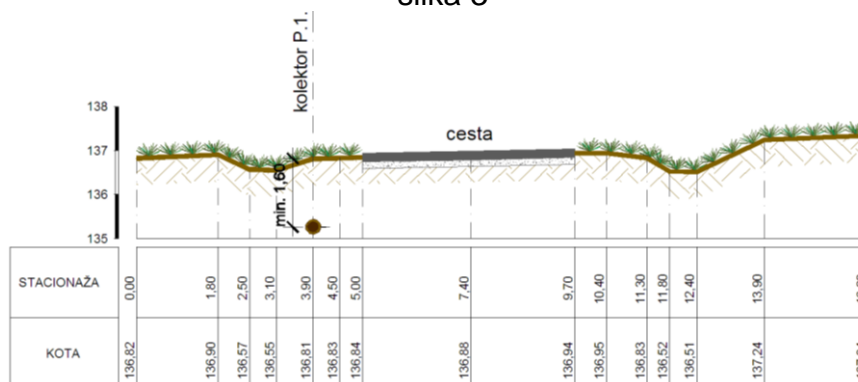 kolektor P.1.
138
137
136
135
min. 1,60
cesta
STACIONAŽA 0,00 1,80 2,50 3,10 3,90 4,50 5,00 7,40 9,70 10,40 11,30 11,80 12,40 13,90
KOTA 136,82 136,90 136,57 136,55 136,81 136,83 136,84 136,88 136,94 136,95 136,83 136,52 136,51 137,24